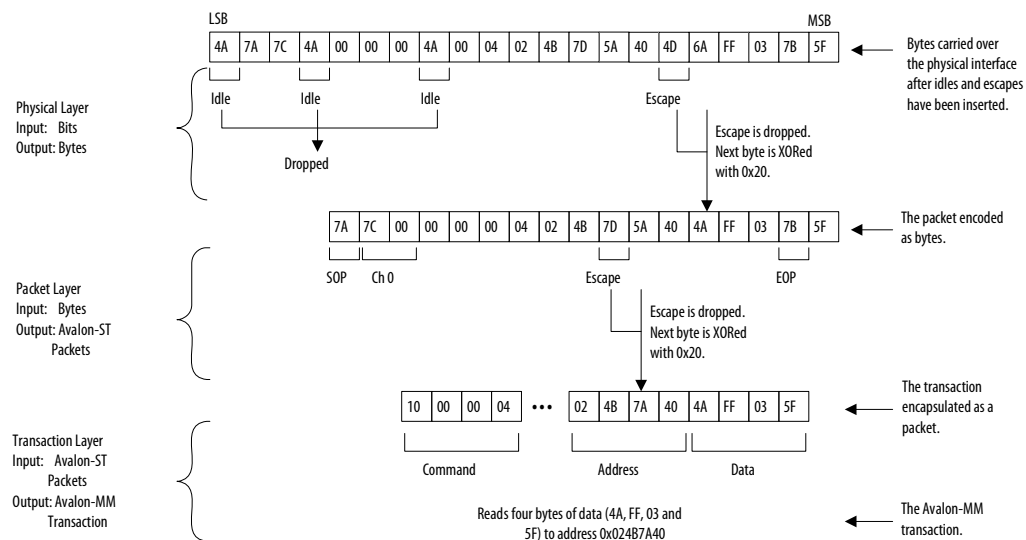 LSB MSB
4A 7A 7C 4A 00 00 00 4A 00 04 02 4B 7D 5A 40 4D 6A FF 03 7B 5F
Bytes carried over
the physical interface
after idles and escapes
have been inserted.
Idle Idle Idle Escape
Physical Layer
Input: Bits
Output: Bytes
Dropped
Escape is dropped.
Next byte is XORed
with 0x20.
7A 7C 00 00 00 00 04 02 4B 7D 5A 40 4A FF 03 7B 5F
The packet encoded
as bytes.
SOP Ch 0 Escape EOP
Packet Layer
Input: Bytes
Output: Avalon-ST
Packets
Escape is dropped.
Next byte is XORed
with 0x20.
10 00 00 04 ••• 02 4B 7A 40 4A FF 03 5F
The transaction
encapsulated as a
packet.
Command Address Data
Transaction Layer
Input: Avalon-ST
Packets
Output: Avalon-MM
Transaction
Reads four bytes of data (4A, FF, 03 and
5F) to address 0x024B7A40
The Avalon-MM
transaction.